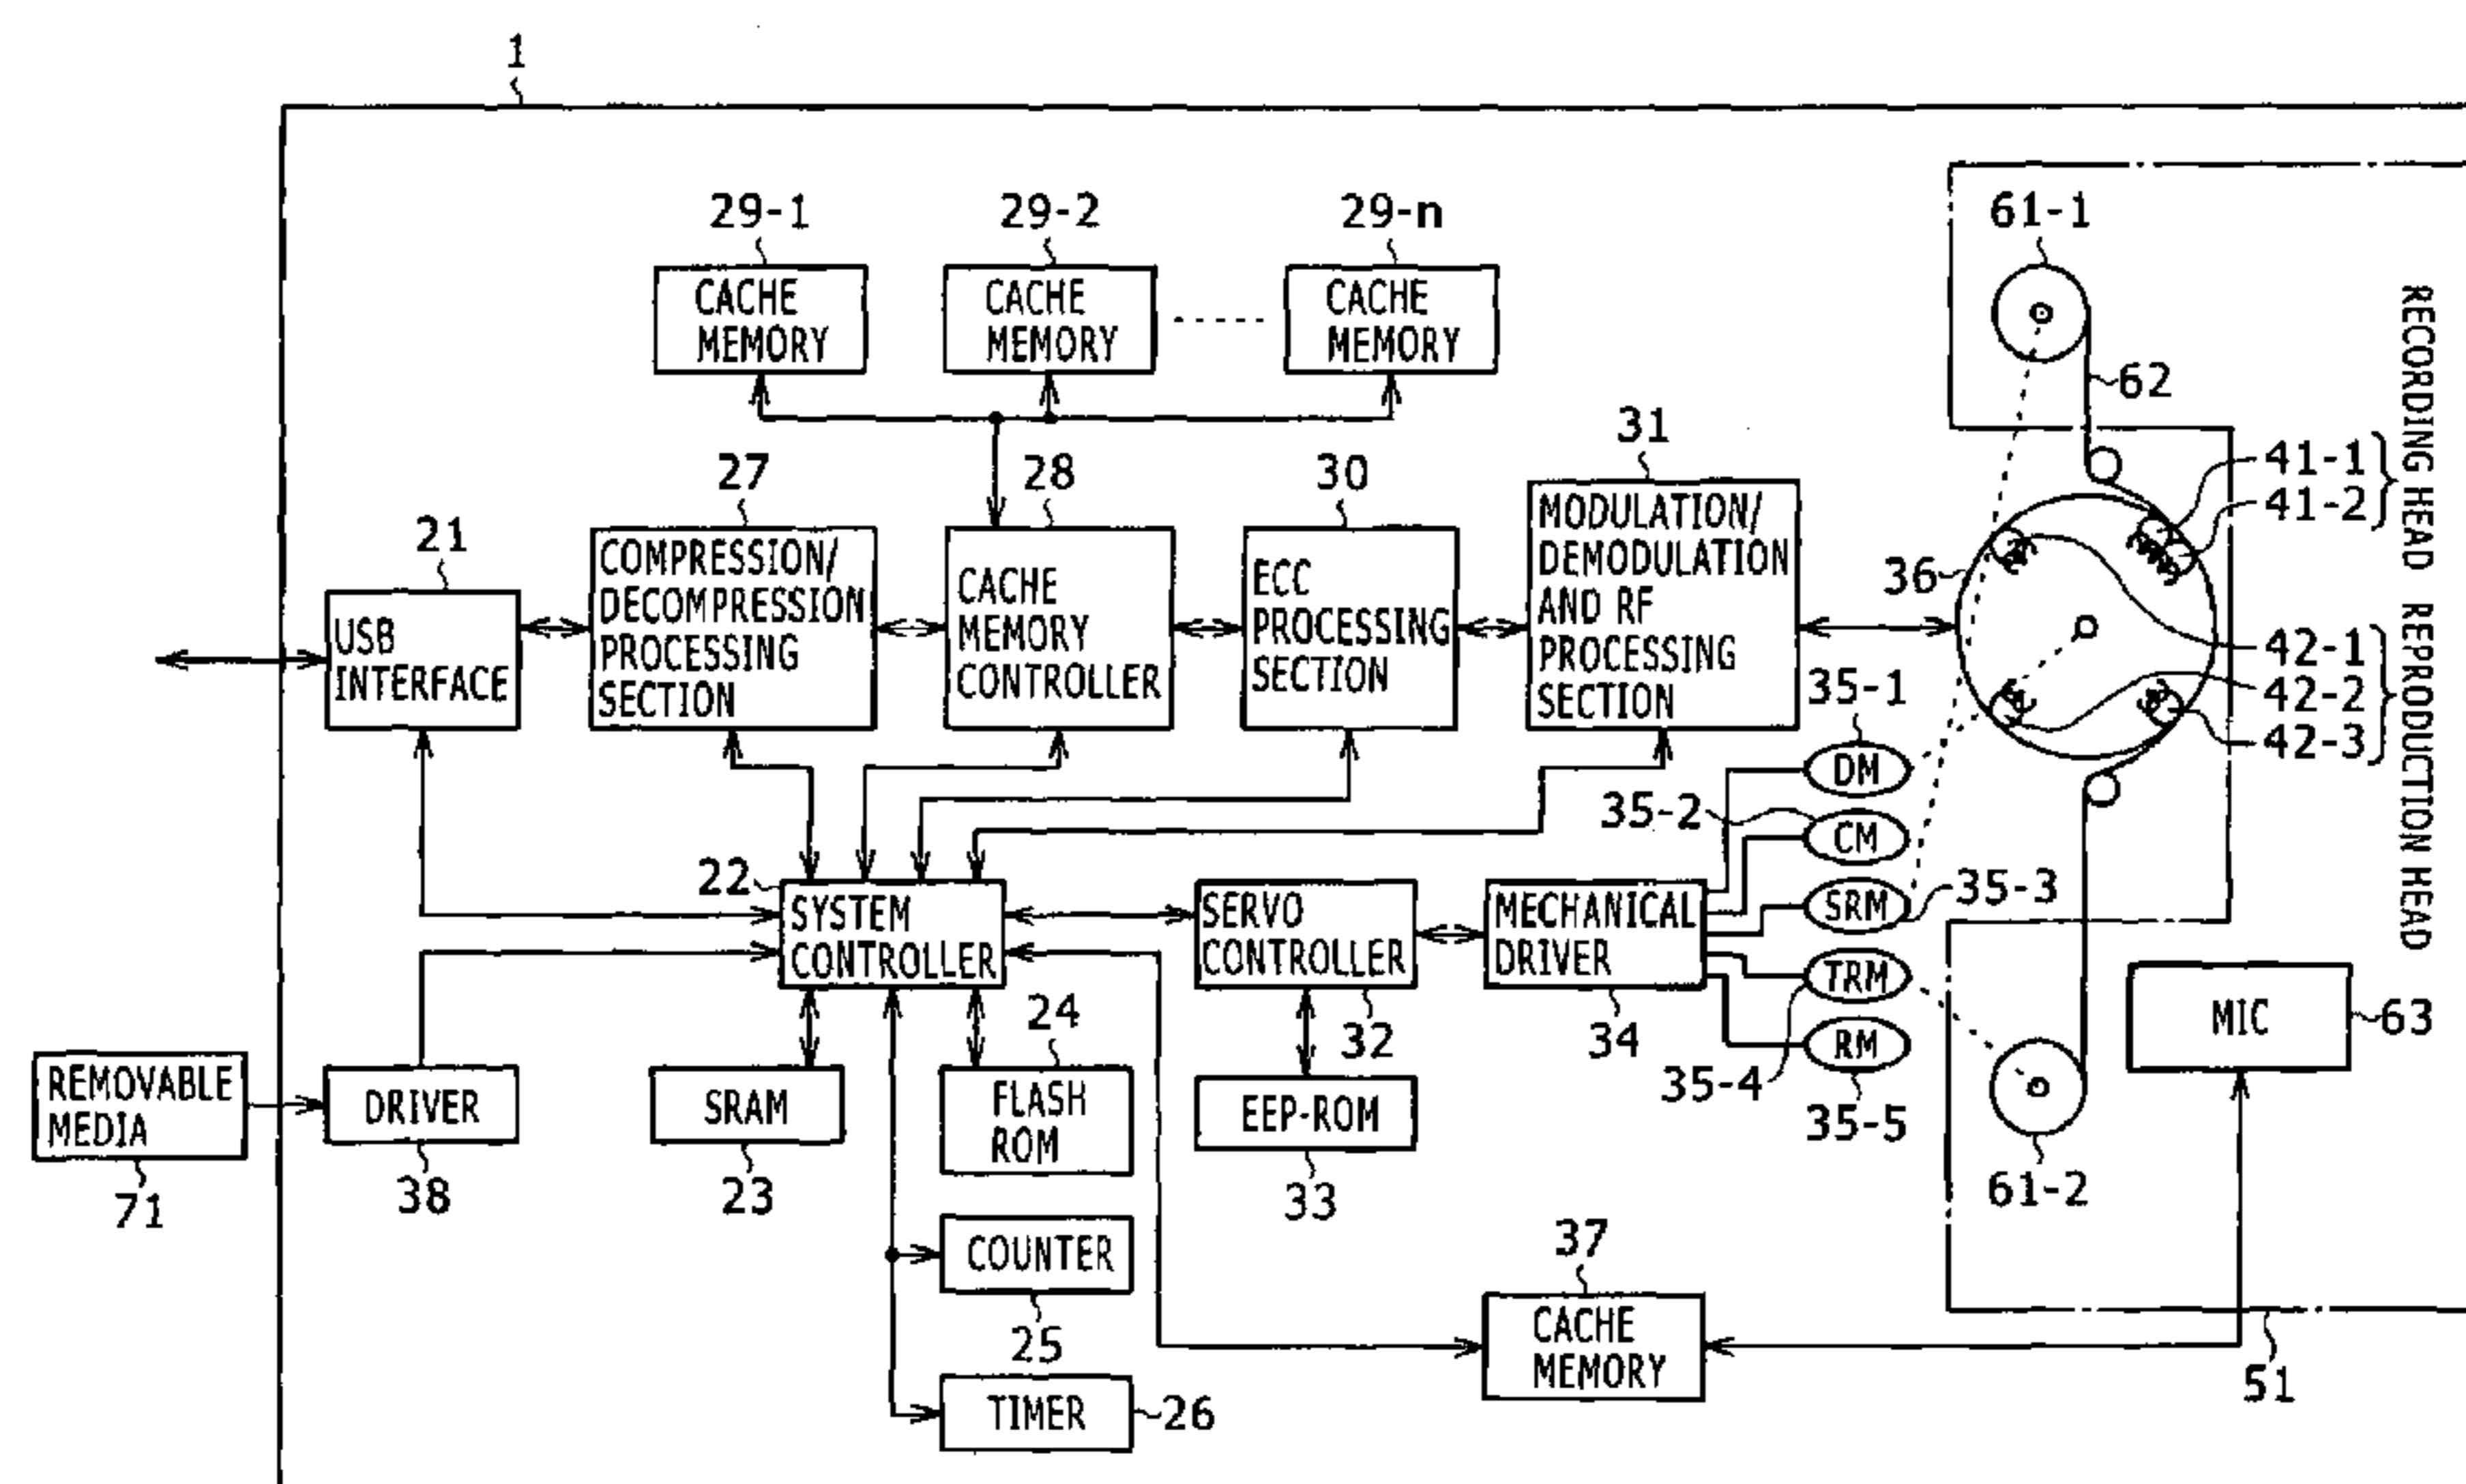 1
29-1
29-2
29-n
61-1
CACHE
MEMORY
CACHE
MEMORY
CACHE
MEMORY
62
RECORDING HEAD
REPRODUCTION HEAD
27
28
30
31
41-1
41-2
21
COMPRESSION/
DECOMPRESSION
PROCESSING
SECTION
CACHE
MEMORY
CONTROLLER
ECC
PROCESSING
SECTION
MODULATION/
DEMODULATION
AND RF
PROCESSING
SECTION
36
USB
INTERFACE
42-1
42-2
42-3
35-1
DM
35-2
CM
22
SYSTEM
CONTROLLER
SERVO
CONTROLLER
MECHANICAL
DRIVER
SRM
35-3
TRM
24
32
34
35-4
RM
35-5
MIC
63
REMOVABLE
MEDIA
DRIVER
SRAM
FLASH
ROM
EEP-ROM
71
38
23
33
61-2
COUNTER
25
37
CACHE
MEMORY
51
TIMER
26